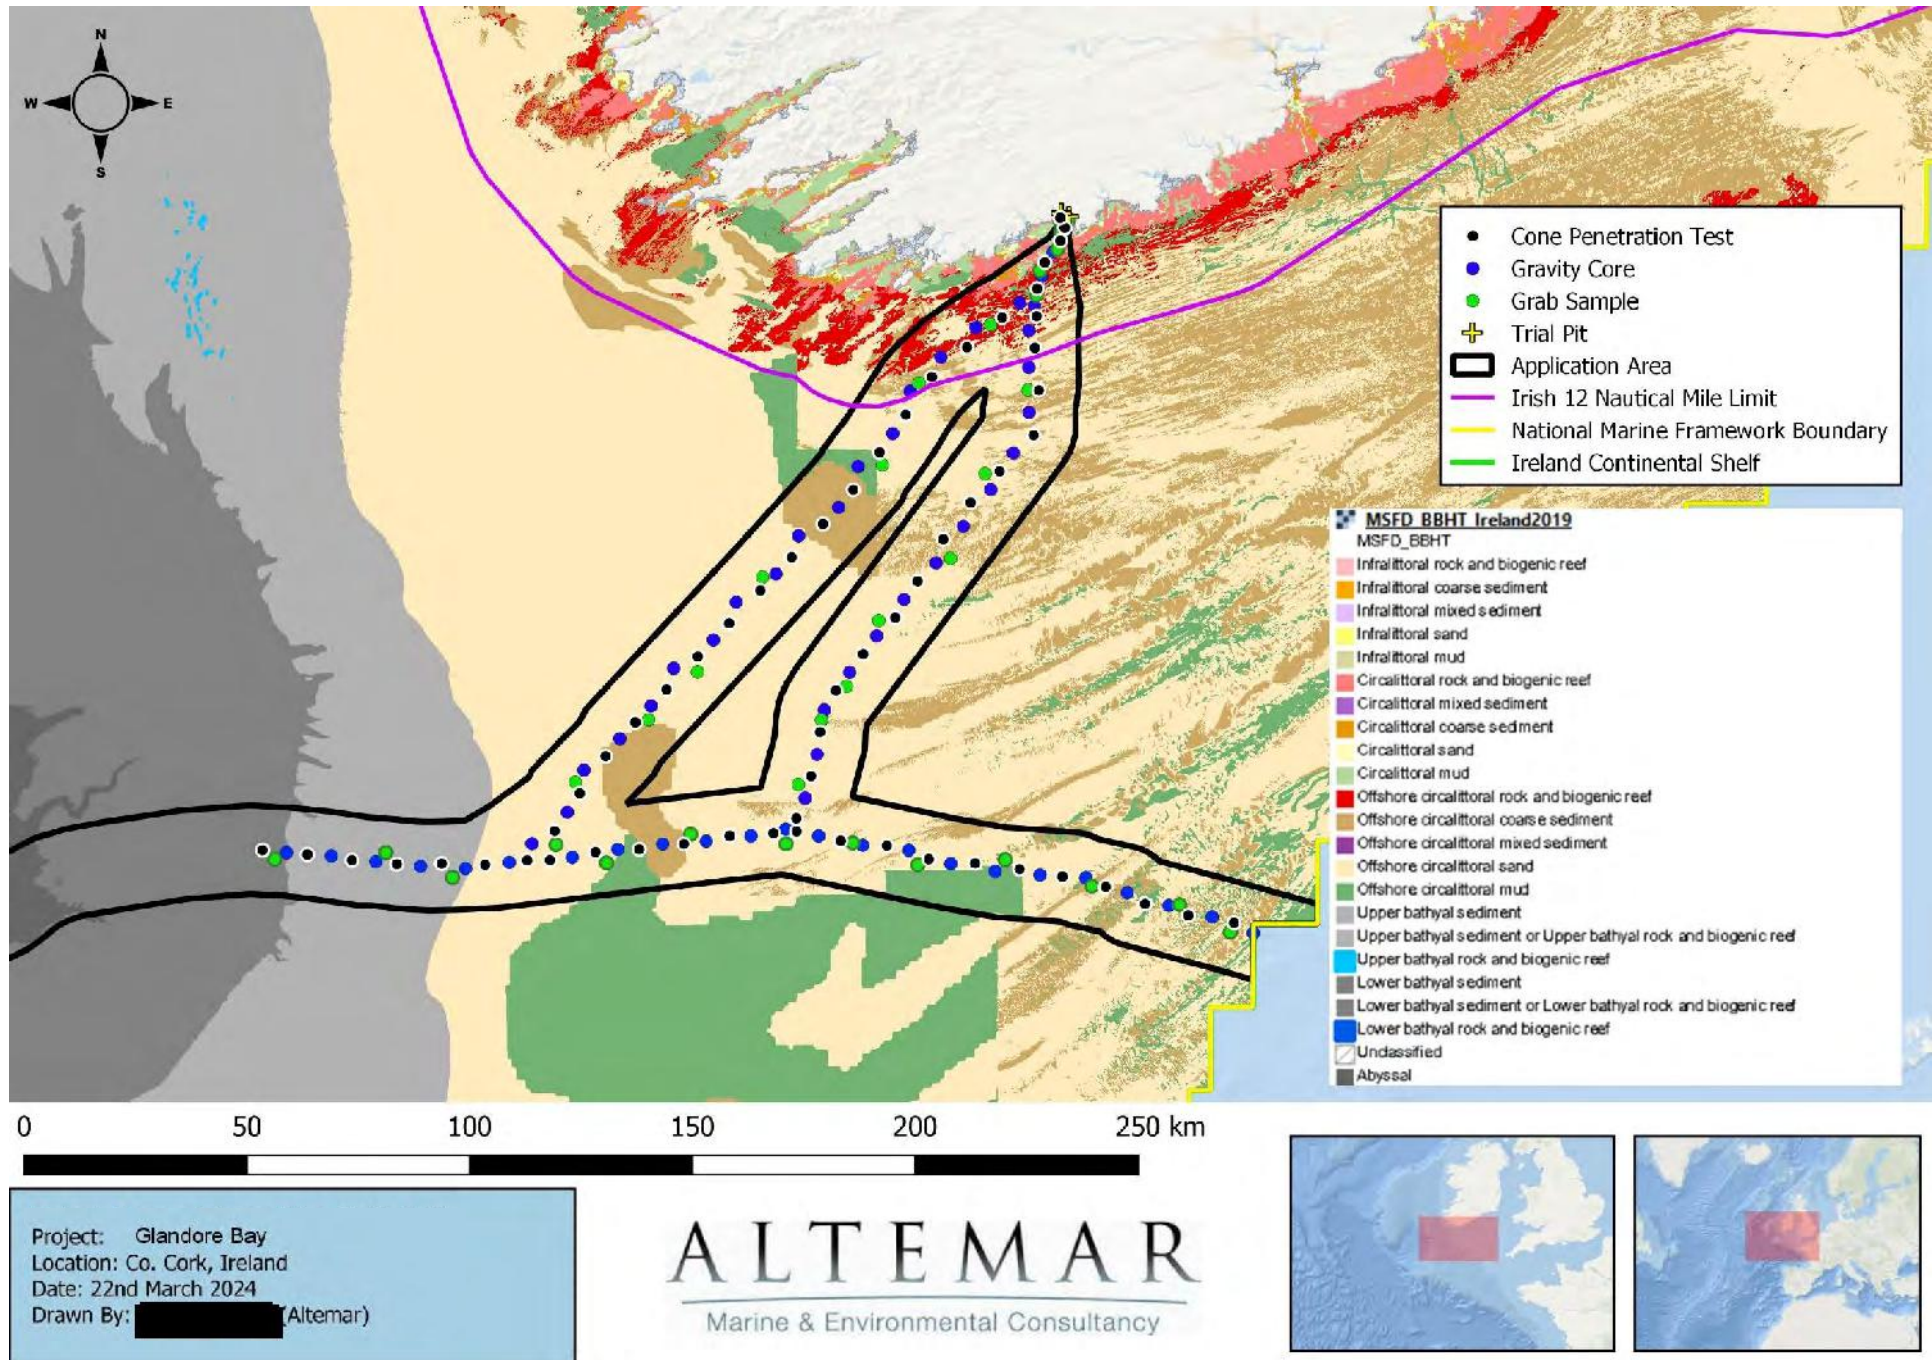 N
W E
S
Cone Penetration Test
Gravity Core
Grab Sample
Trial Pit
Application Area
Irish 12 Nautical Mile Limit
National Marine Framework Boundary
Ireland Continental Shelf
MSFD_BBHT_Ireland2019
MSFD_BBHT
Infralittoral rock and biogenic reef
Infralittoral coarse sediment
Infralittoral mixed sediment
Infralittoral sand
Infralittoral mud
Circalittoral rock and biogenic reef
Circalittoral mixed sediment
Circalittoral coarse sediment
Circalittoral sand
Circalittoral mud
Offshore circalittoral rock and biogenic reef
Offshore circalittoral coarse sediment
Offshore circalittoral mixed sediment
Offshore circalittoral sand
Offshore circalittoral mud
Upper bathyal sediment
Upper bathyal sediment or Upper bathyal rock and biogenic reef
Upper bathyal rock and biogenic reef
Lower bathyal sediment
Lower bathyal sediment or Lower bathyal rock and biogenic reef
Lower bathyal rock and biogenic reef
Unclassified
Abyssal
0 50 100 150 200 250 km
Project: Glandore Bay
Location: Co. Cork, Ireland
Date: 22nd March 2024
Drawn By: (Altemar)
ALTEMAR
Marine & Environmental Consultancy